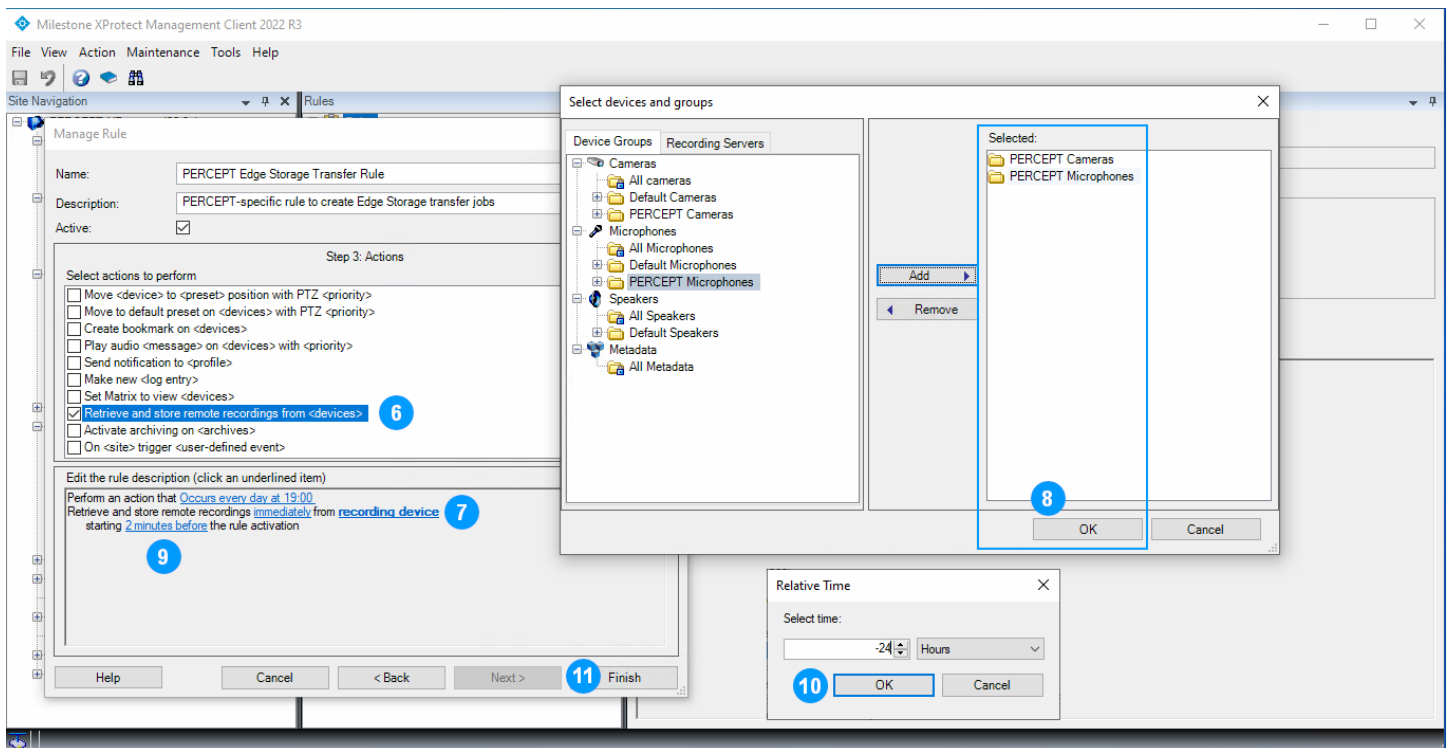 Milestone XProtect Management Client 2022 R3
File View Action Maintenance Tools Help
Site Navigation
Rules
Manage Rule
Name: PERCEPT Edge Storage Transfer Rule
Description: PERCEPT-specific rule to create Edge Storage transfer jobs
Active:
Step 3: Actions
Select actions to perform
Move <device> to <preset> position with PTZ <priority>
Move to default preset on <devices> with PTZ <priority>
Create bookmark on <devices>
Play audio <message> on <devices> with <priority>
Send notification to <profile>
Make new <log entry>
Set Matrix to view <devices>
Retrieve and store remote recordings from <devices>
6
Activate archiving on <archives>
On <site> trigger <user-defined event>
Edit the rule description (click an underlined item)
Perform an action that Occurs every day at 19:00
Retrieve and store remote recordings immediately from recording device
7
starting 2 minutes before the rule activation
9
Help
Cancel
< Back
Next >
11
Finish
Select devices and groups
Device Groups
Recording Servers
Cameras
All cameras
Default Cameras
PERCEPT Cameras
Microphones
All Microphones
Default Microphones
PERCEPT Microphones
Speakers
All Speakers
Default Speakers
Metadata
All Metadata
Add
Remove
Selected:
PERCEPT Cameras
PERCEPT Microphones
8
OK
Cancel
Relative Time
Select time:
-24
Hours
10
OK
Cancel